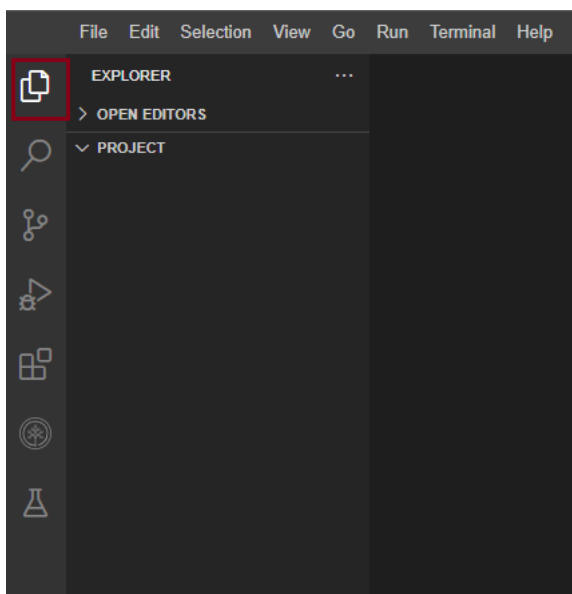 File Edit Selection View Go Run Terminal Help
EXPLORER ...
> OPEN EDITORS
PROJECT